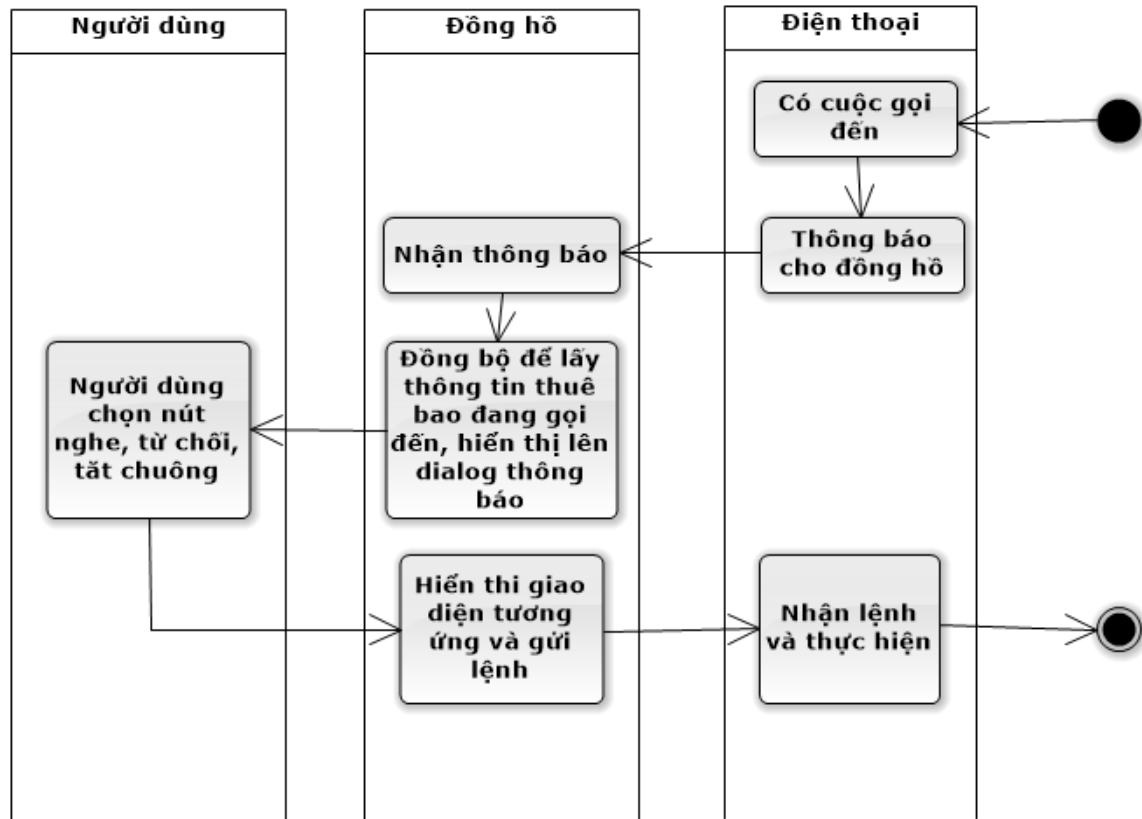 Người dùng
Đồng hồ
Điện thoại
Có cuộc gọi
đến
Thông báo
cho đồng hồ
Nhận thông báo
Đồng bộ để lấy
thông tin thuê
bao đang gọi
đến, hiển thị lên
dialog thông
báo
Người dùng
chọn nút
nghe, từ chối,
tăt chuông
Hiển thi giao
diện tương
ứng và gửi
lệnh
Nhận lệnh
và thực hiện